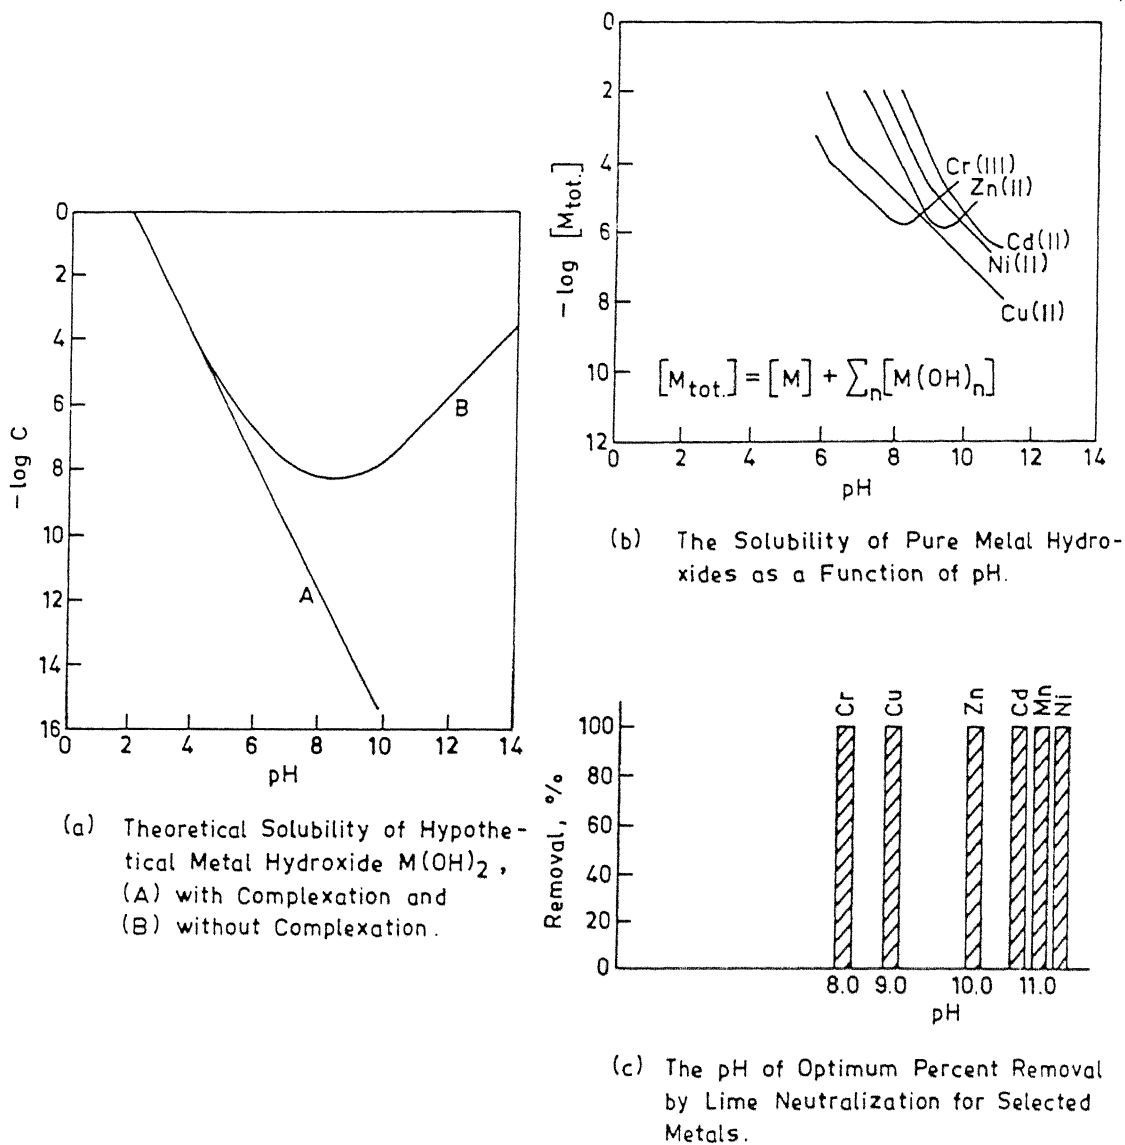 0
2
4
6
8
10
12
14
16
– log C
0 2 4 6 8 10 12 14
pH
A
B
(a) Theoretical Solubility of Hypothe-
tical Metal Hydroxide M(OH)2 ,
(A) with Complexation and
(B) without Complexation .
0
2
4
6
8
10
12
– log [Mtot.]
Cr(III)
Zn(II)
Cd(II)
Ni(II)
Cu(II)
[Mtot.] = [M] + ∑n[M(OH)n]
0 2 4 6 8 10 12 14
pH
(b) The Solubility of Pure Melal Hydro-
xides as a Function of pH.
100
80
60
40
20
0
Removal, %
Cr Cu Zn Cd Mn Ni
8.0 9.0 10.0 11.0
pH
(c) The pH of Optimum Percent Removal
by Lime Neutralization for Selected
Metals.